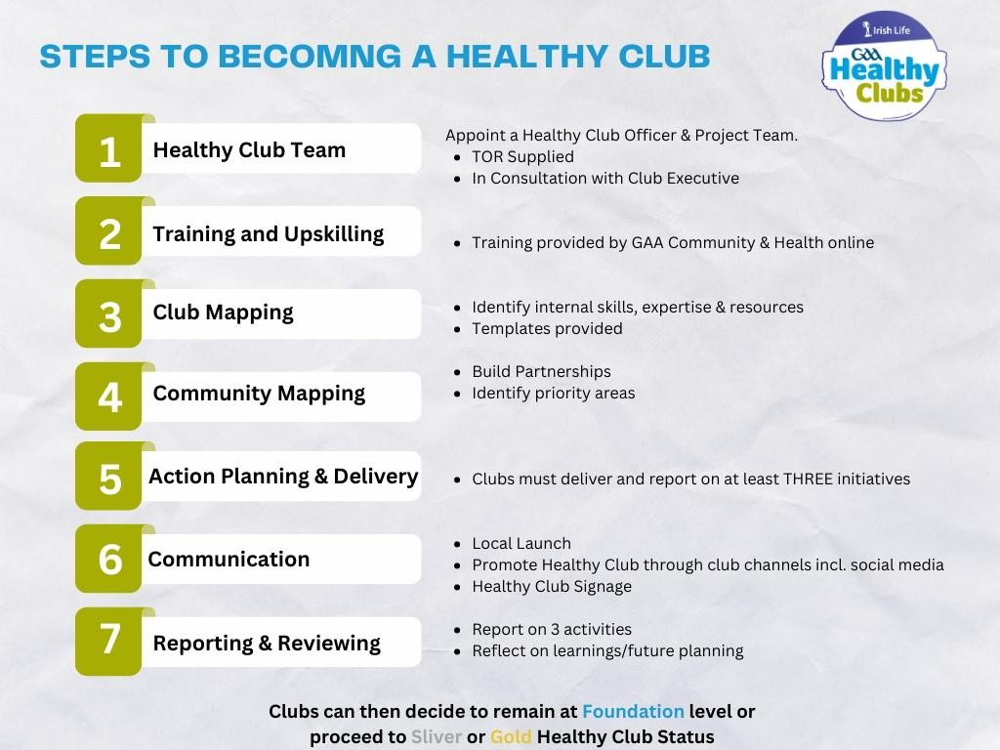 STEPS TO BECOMNG A HEALTHY CLUB
Irish Life
GAA
Healthy
Clubs
1
Healthy Club Team
Appoint a Healthy Club Officer & Project Team.
• TOR Supplied
• In Consultation with Club Executive
2
Training and Upskilling
• Training provided by GAA Community & Health online
3
Club Mapping
• Identify internal skills, expertise & resources
• Templates provided
4
Community Mapping
• Build Partnerships
• Identify priority areas
5
Action Planning & Delivery
• Clubs must deliver and report on at least THREE initiatives
6
Communication
• Local Launch
• Promote Healthy Club through club channels incl. social media
• Healthy Club Signage
7
Reporting & Reviewing
• Report on 3 activities
• Reflect on learnings/future planning
Clubs can then decide to remain at Foundation level or
proceed to Sliver or Gold Healthy Club Status